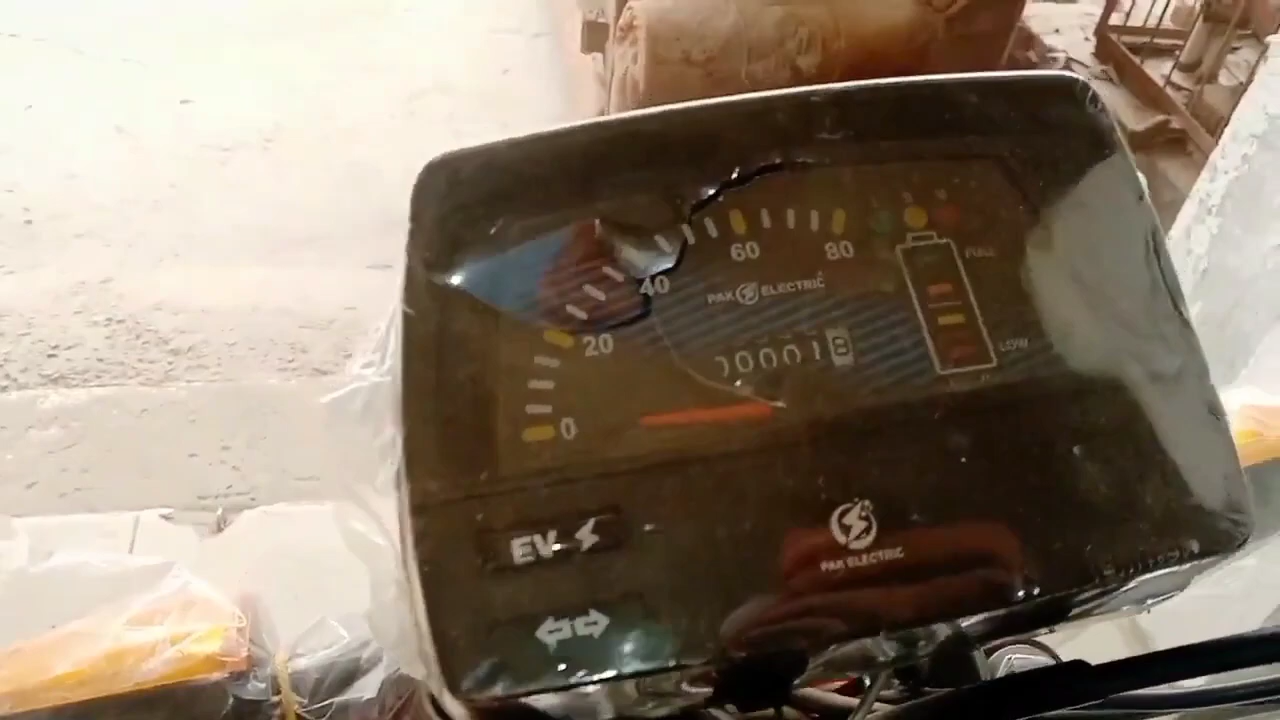 60 80
40
20
0
FULL
LOW
PAK ELECTRIC
000018
EV
PAK ELECTRIC